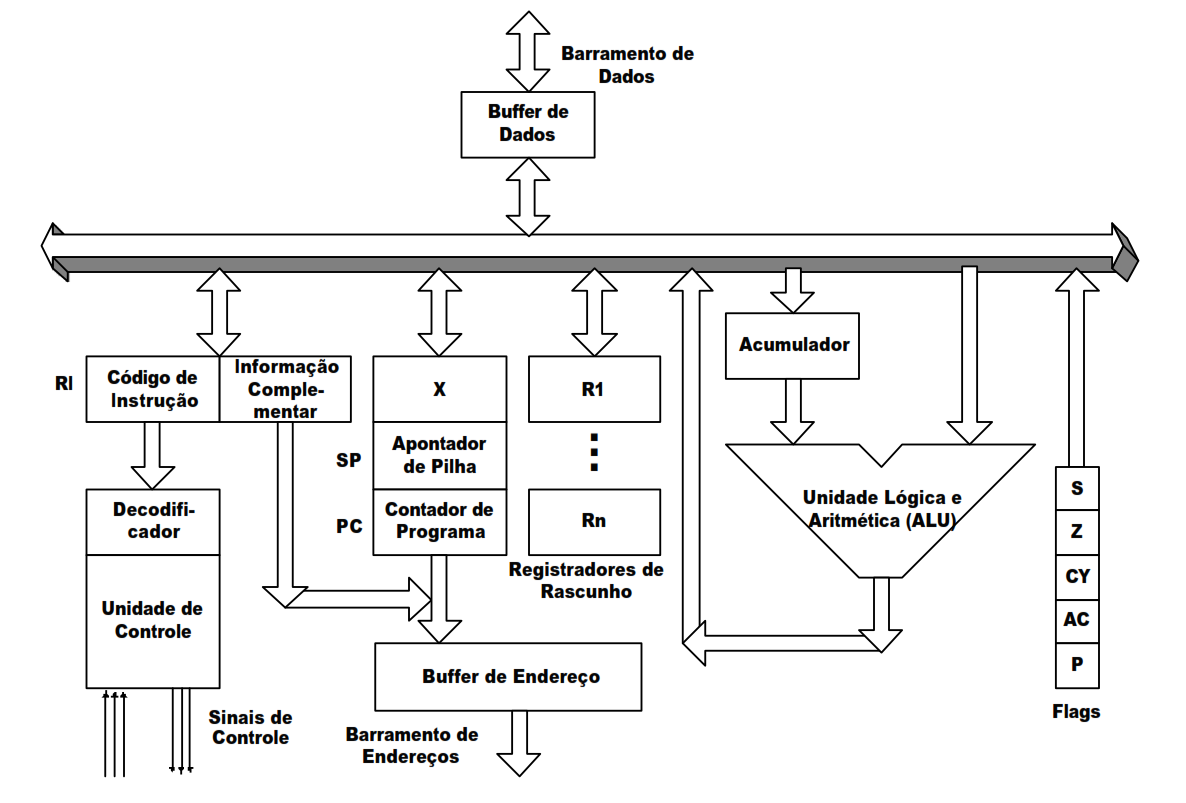 Barramento de
Dados
Buffer de
Dados
RI
Código de
Instrução
Informação
Comple-
mentar
X
R1
Acumulador
SP
Apontador
de Pilha
PC
Contador de
Programa
Rn
Registradores de
Rascunho
Decodifi-
cador
Unidade de
Controle
Unidade Lógica e
Aritmética (ALU)
S
Z
CY
AC
P
Flags
Buffer de Endereço
Sinais de
Controle
Barramento de
Endereços